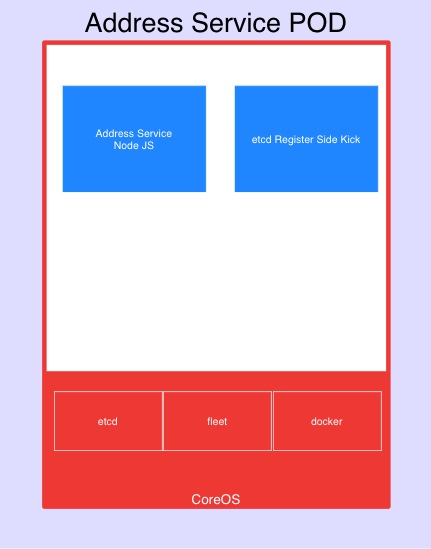 Address Service POD
Address Service
Node JS
etcd Register Side Kick
etcd
fleet
docker
CoreOS